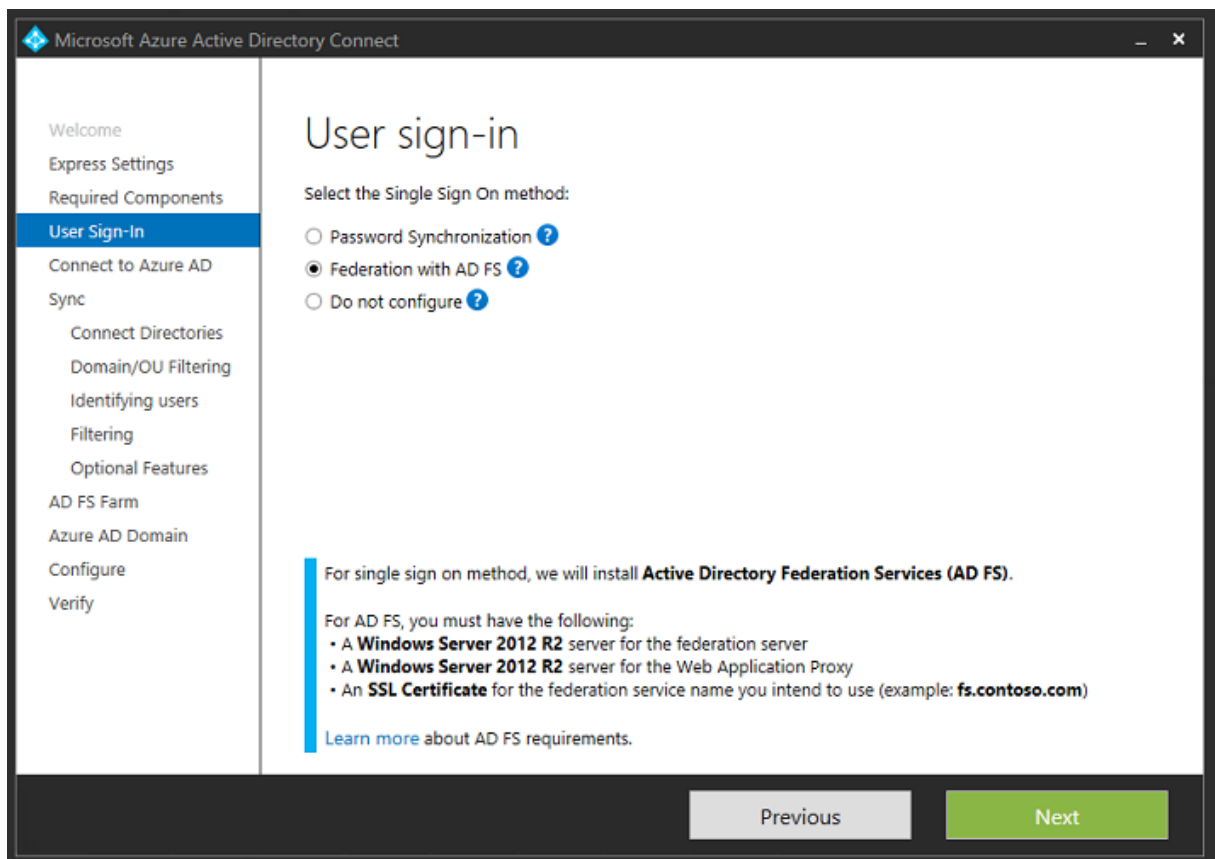 Microsoft Azure Active Directory Connect
Welcome
Express Settings
Required Components
User Sign-In
Connect to Azure AD
Sync
Connect Directories
Domain/OU Filtering
Identifying users
Filtering
Optional Features
AD FS Farm
Azure AD Domain
Configure
Verify
User sign-in
Select the Single Sign On method:
Password Synchronization ?
Federation with AD FS ?
Do not configure ?
For single sign on method, we will install Active Directory Federation Services (AD FS).
For AD FS, you must have the following:
• A Windows Server 2012 R2 server for the federation server
• A Windows Server 2012 R2 server for the Web Application Proxy
• An SSL Certificate for the federation service name you intend to use (example: fs.contoso.com)
Learn more about AD FS requirements.
Previous
Next